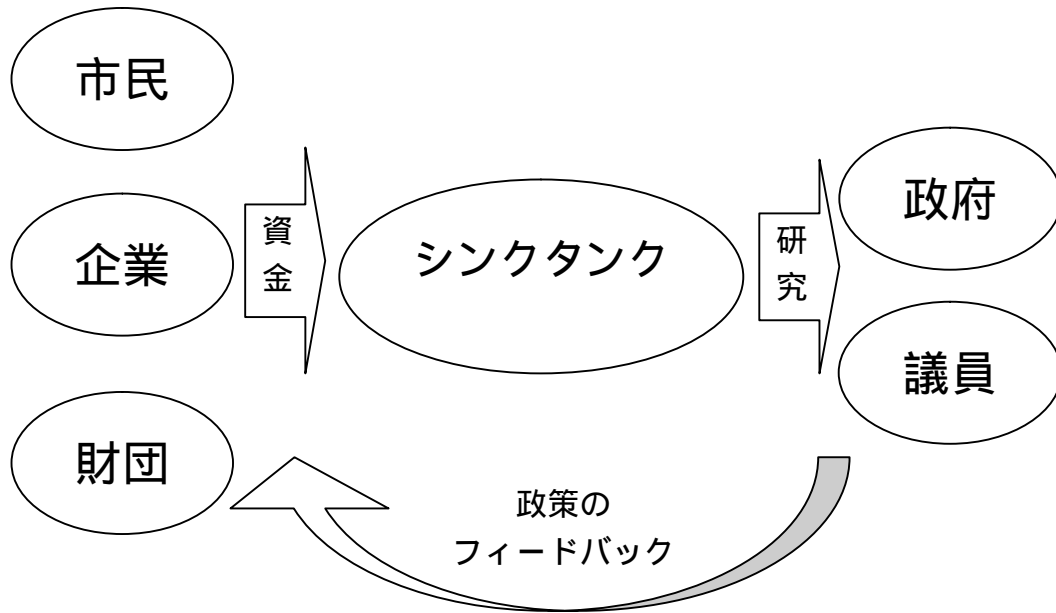 市民
企業
財団
資金
シンクタンク
研究
政府
議員
政策の
フィードバック